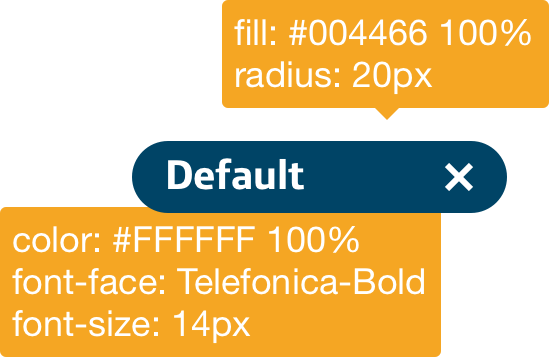 fill: #004466 100%
radius: 20px
Default ✕
color: #FFFFFF 100%
font-face: Telefonica-Bold
font-size: 14px